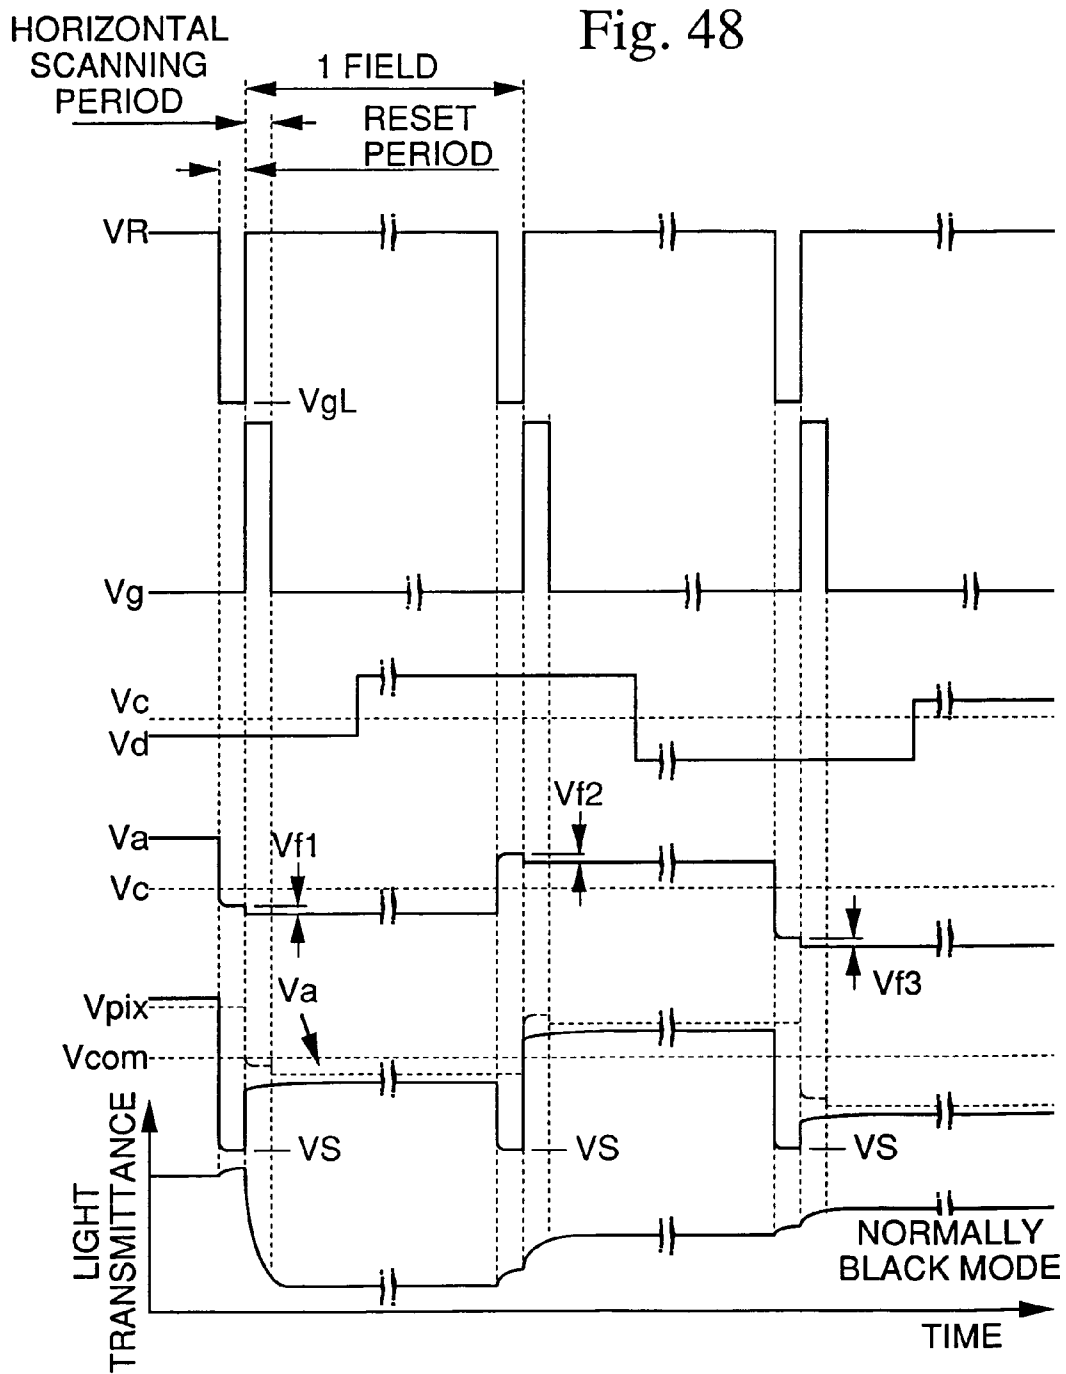 Fig. 48
HORIZONTAL
SCANNING
PERIOD
1 FIELD
RESET
PERIOD
VR
VgL
Vg
Vc
Vd
Vf2
Va
Vf1
Vc
Vf3
Va
Vpix
Vcom
VS
VS
VS
LIGHT
TRANSMITTANCE
NORMALLY
BLACK MODE
TIME